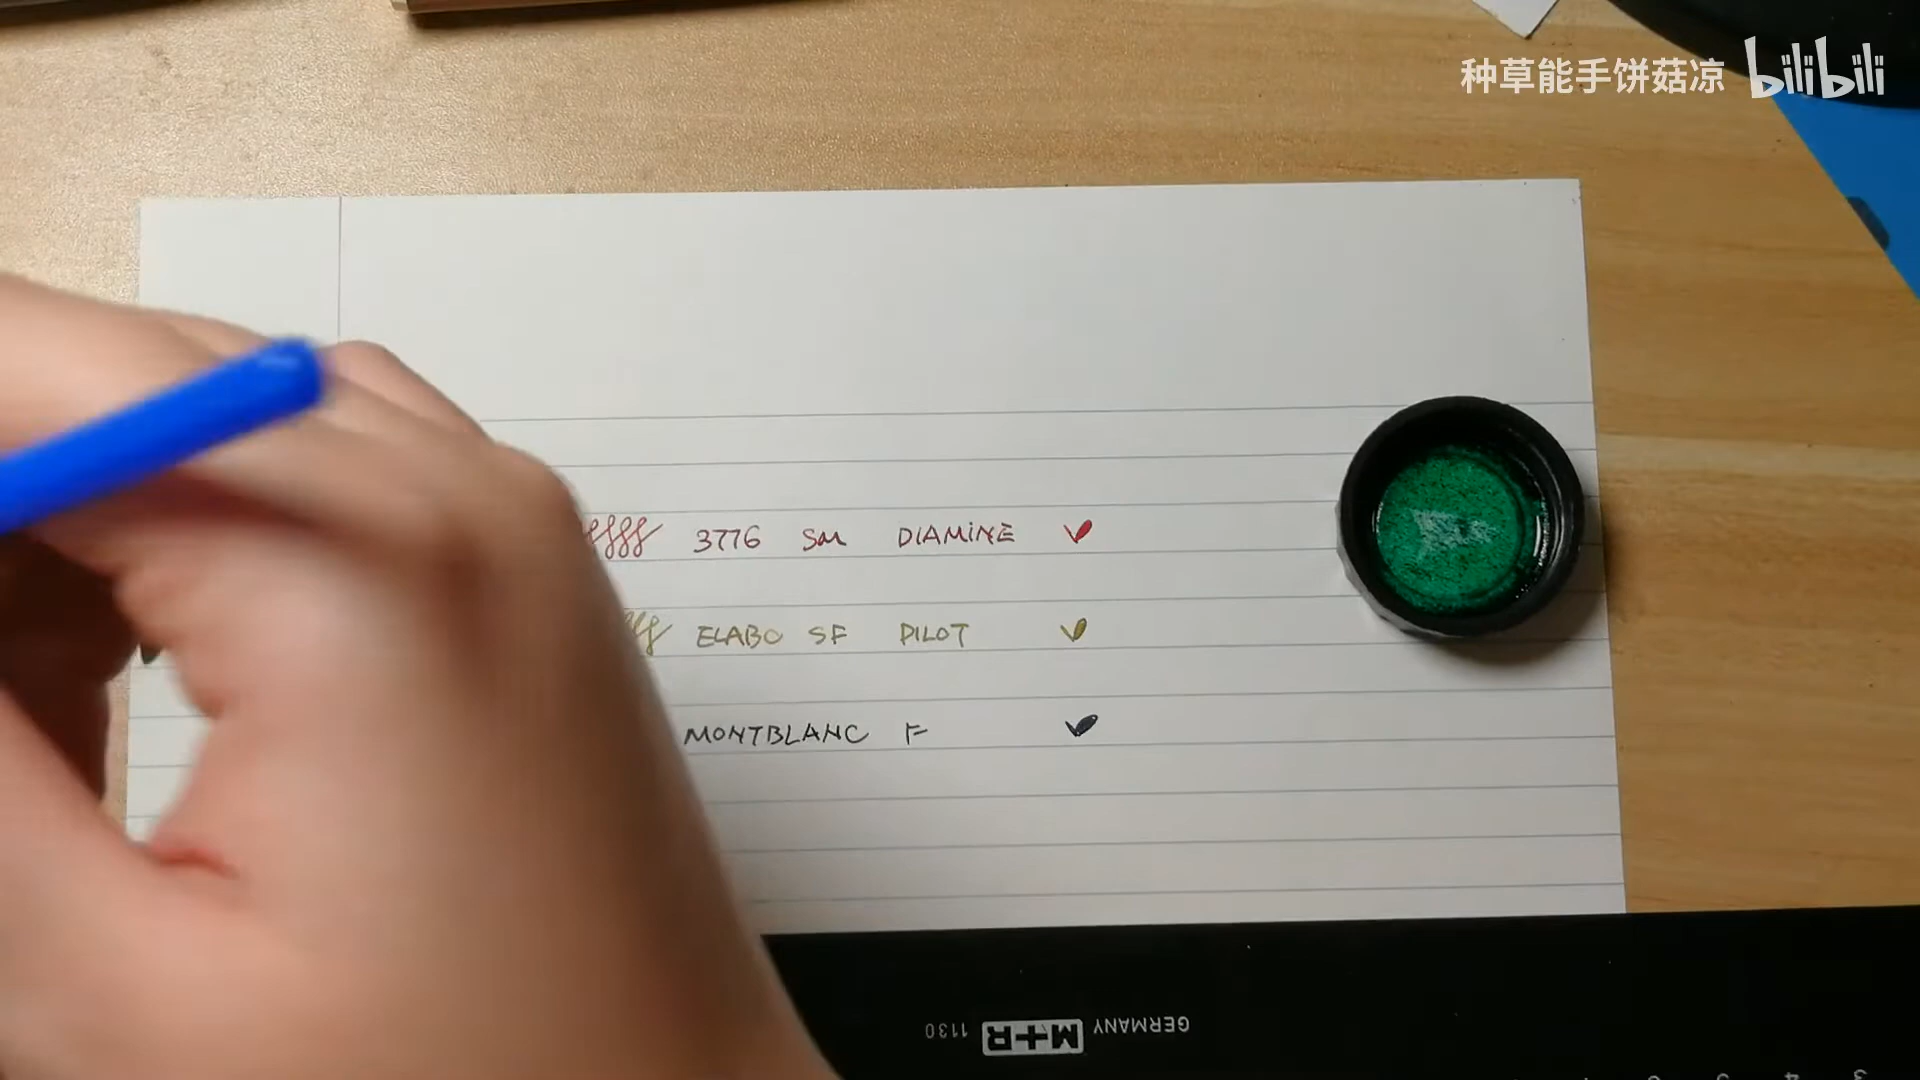 种草能手饼菇凉 bilibili
3776 SM DIAMINE
ELABO SF PILOT
MONTBLANC F
1130 M+R GERMANY